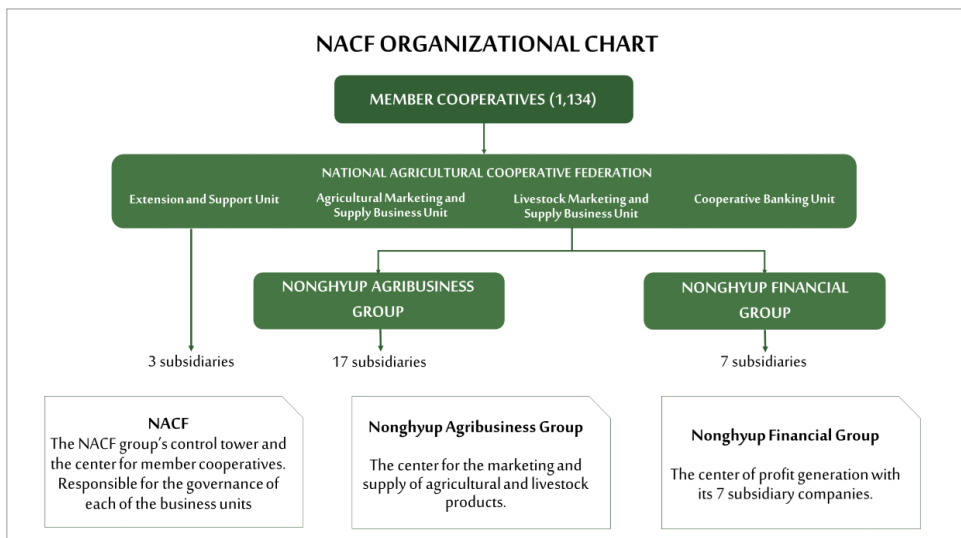 NACF ORGANIZATIONAL CHART
MEMBER COOPERATIVES (1,134)
NATIONAL AGRICULTURAL COOPERATIVE FEDERATION
Extension and Support Unit
Agricultural Marketing and
Supply Business Unit
Livestock Marketing and
Supply Business Unit
Cooperative Banking Unit
NONGHYUP AGRIBUSINESS
GROUP
NONGHYUP FINANCIAL
GROUP
3 subsidiaries
17 subsidiaries
7 subsidiaries
NACF
The NACF group's control tower and
the center for member cooperatives.
Responsible for the governance of
each of the business units
Nonghyup Agribusiness Group
The center for the marketing and
supply of agricultural and livestock
products.
Nonghyup Financial Group
The center of profit generation with
its 7 subsidiary companies.